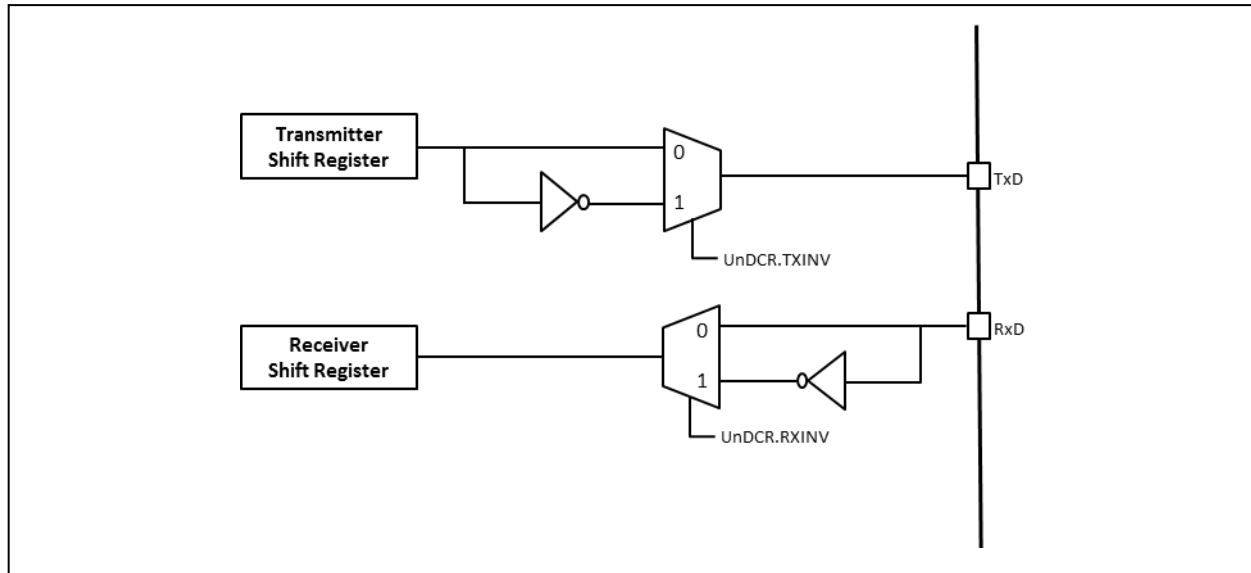 Transmitter
Shift Register
0
1
TxD
UnDCR.TXINV
Receiver
Shift Register
0
1
RxD
UnDCR.RXINV